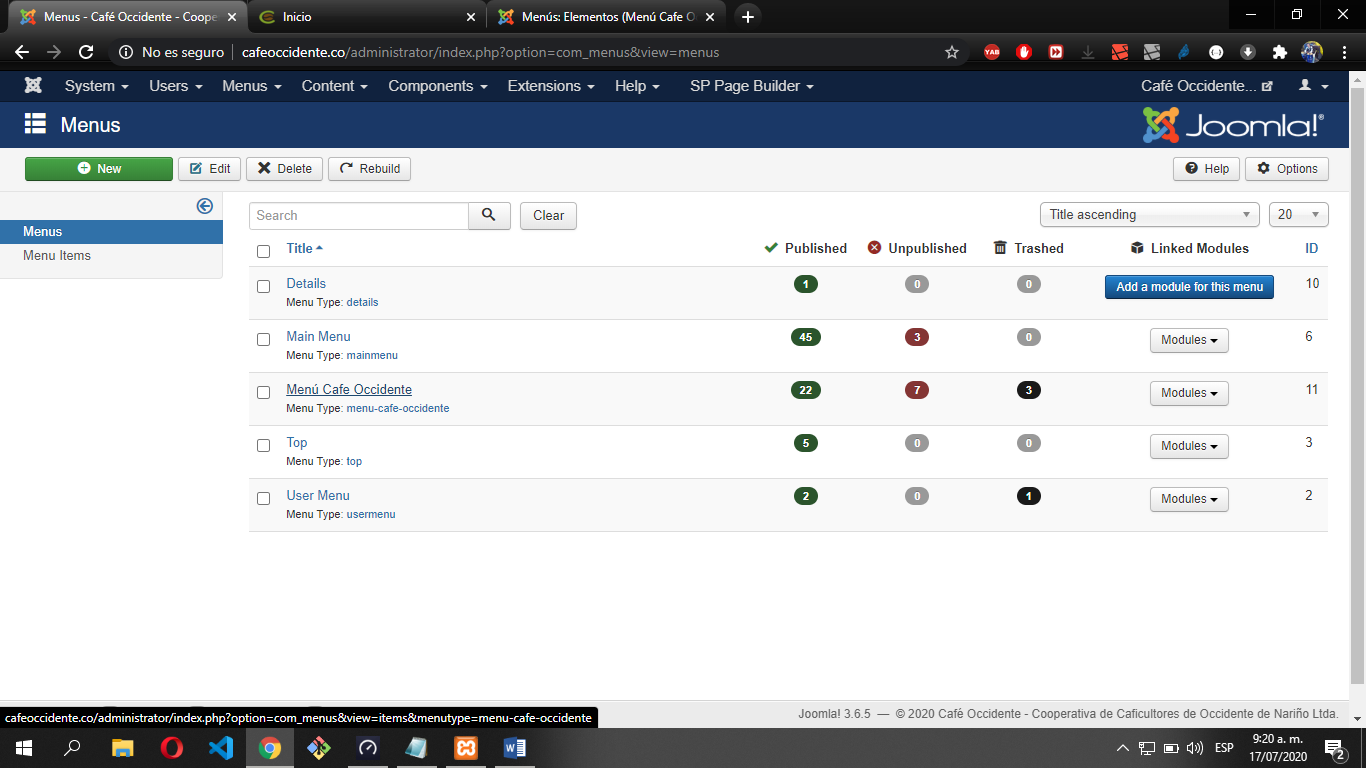 Menus - Café Occidente - Coope
Inicio
Menús: Elementos (Menú Cafe O
No es seguro
cafeoccidente.co/administrator/index.php?option=com_menus&view=menus
System Users Menus Content Components Extensions Help SP Page Builder Café Occidente...
Menus
Joomla!®
New Edit Delete Rebuild Help Options
Search Clear Title ascending 20
Menus
Menu Items
Title Published Unpublished Trashed Linked Modules ID
Details 1 0 0 Add a module for this menu 10
Menu Type: details
Main Menu 45 3 0 Modules 6
Menu Type: mainmenu
Menú Cafe Occidente 22 7 3 Modules 11
Menu Type: menu-cafe-occidente
Top 5 0 0 Modules 3
Menu Type: top
User Menu 2 0 1 Modules 2
Menu Type: usermenu
cafeoccidente.co/administrator/index.php?option=com_menus&view=items&menutype=menu-cafe-occidente
Joomla! 3.6.5 — © 2020 Café Occidente - Cooperativa de Caficultores de Occidente de Nariño Ltda.
ESP
9:20 a. m.
17/07/2020
2